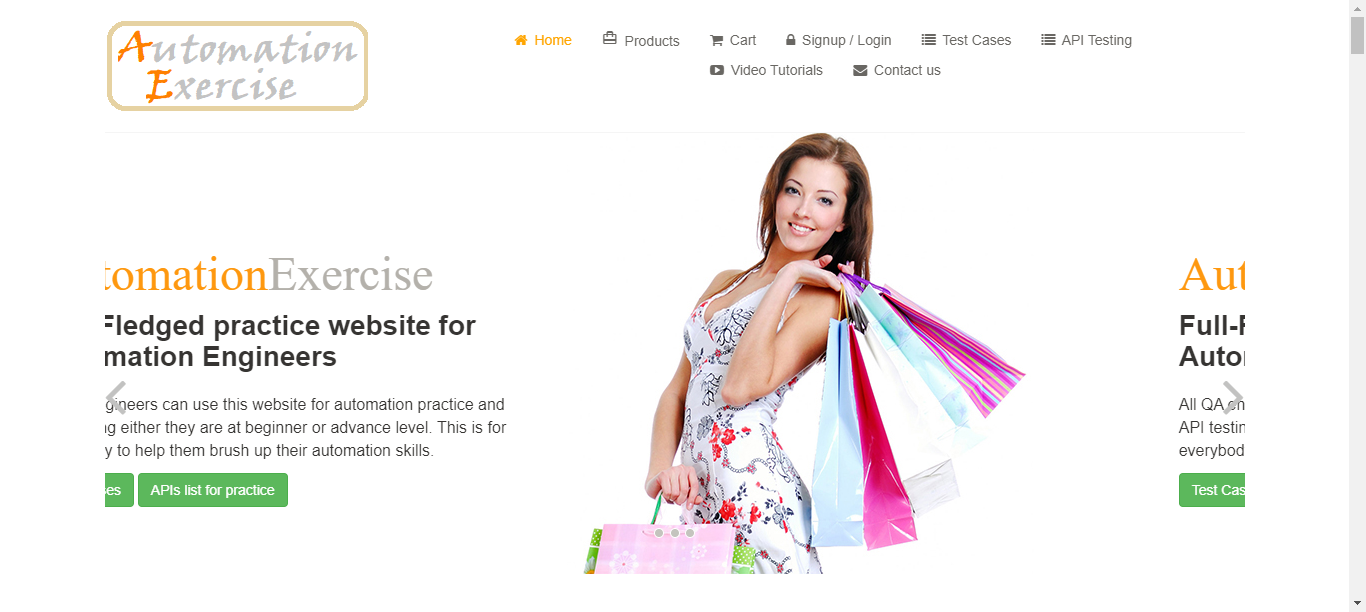 Automation
Exercise
Home
Products
Cart
Signup / Login
Test Cases
API Testing
Video Tutorials
Contact us
tomationExercise
Fledged practice website for
mation Engineers
gineers can use this website for automation practice and
ng either they are at beginner or advance level. This is for
y to help them brush up their automation skills.
es
APIs list for practice
Aut
Full-F
Autor
All QA en
API testin
everybod
Test Cas